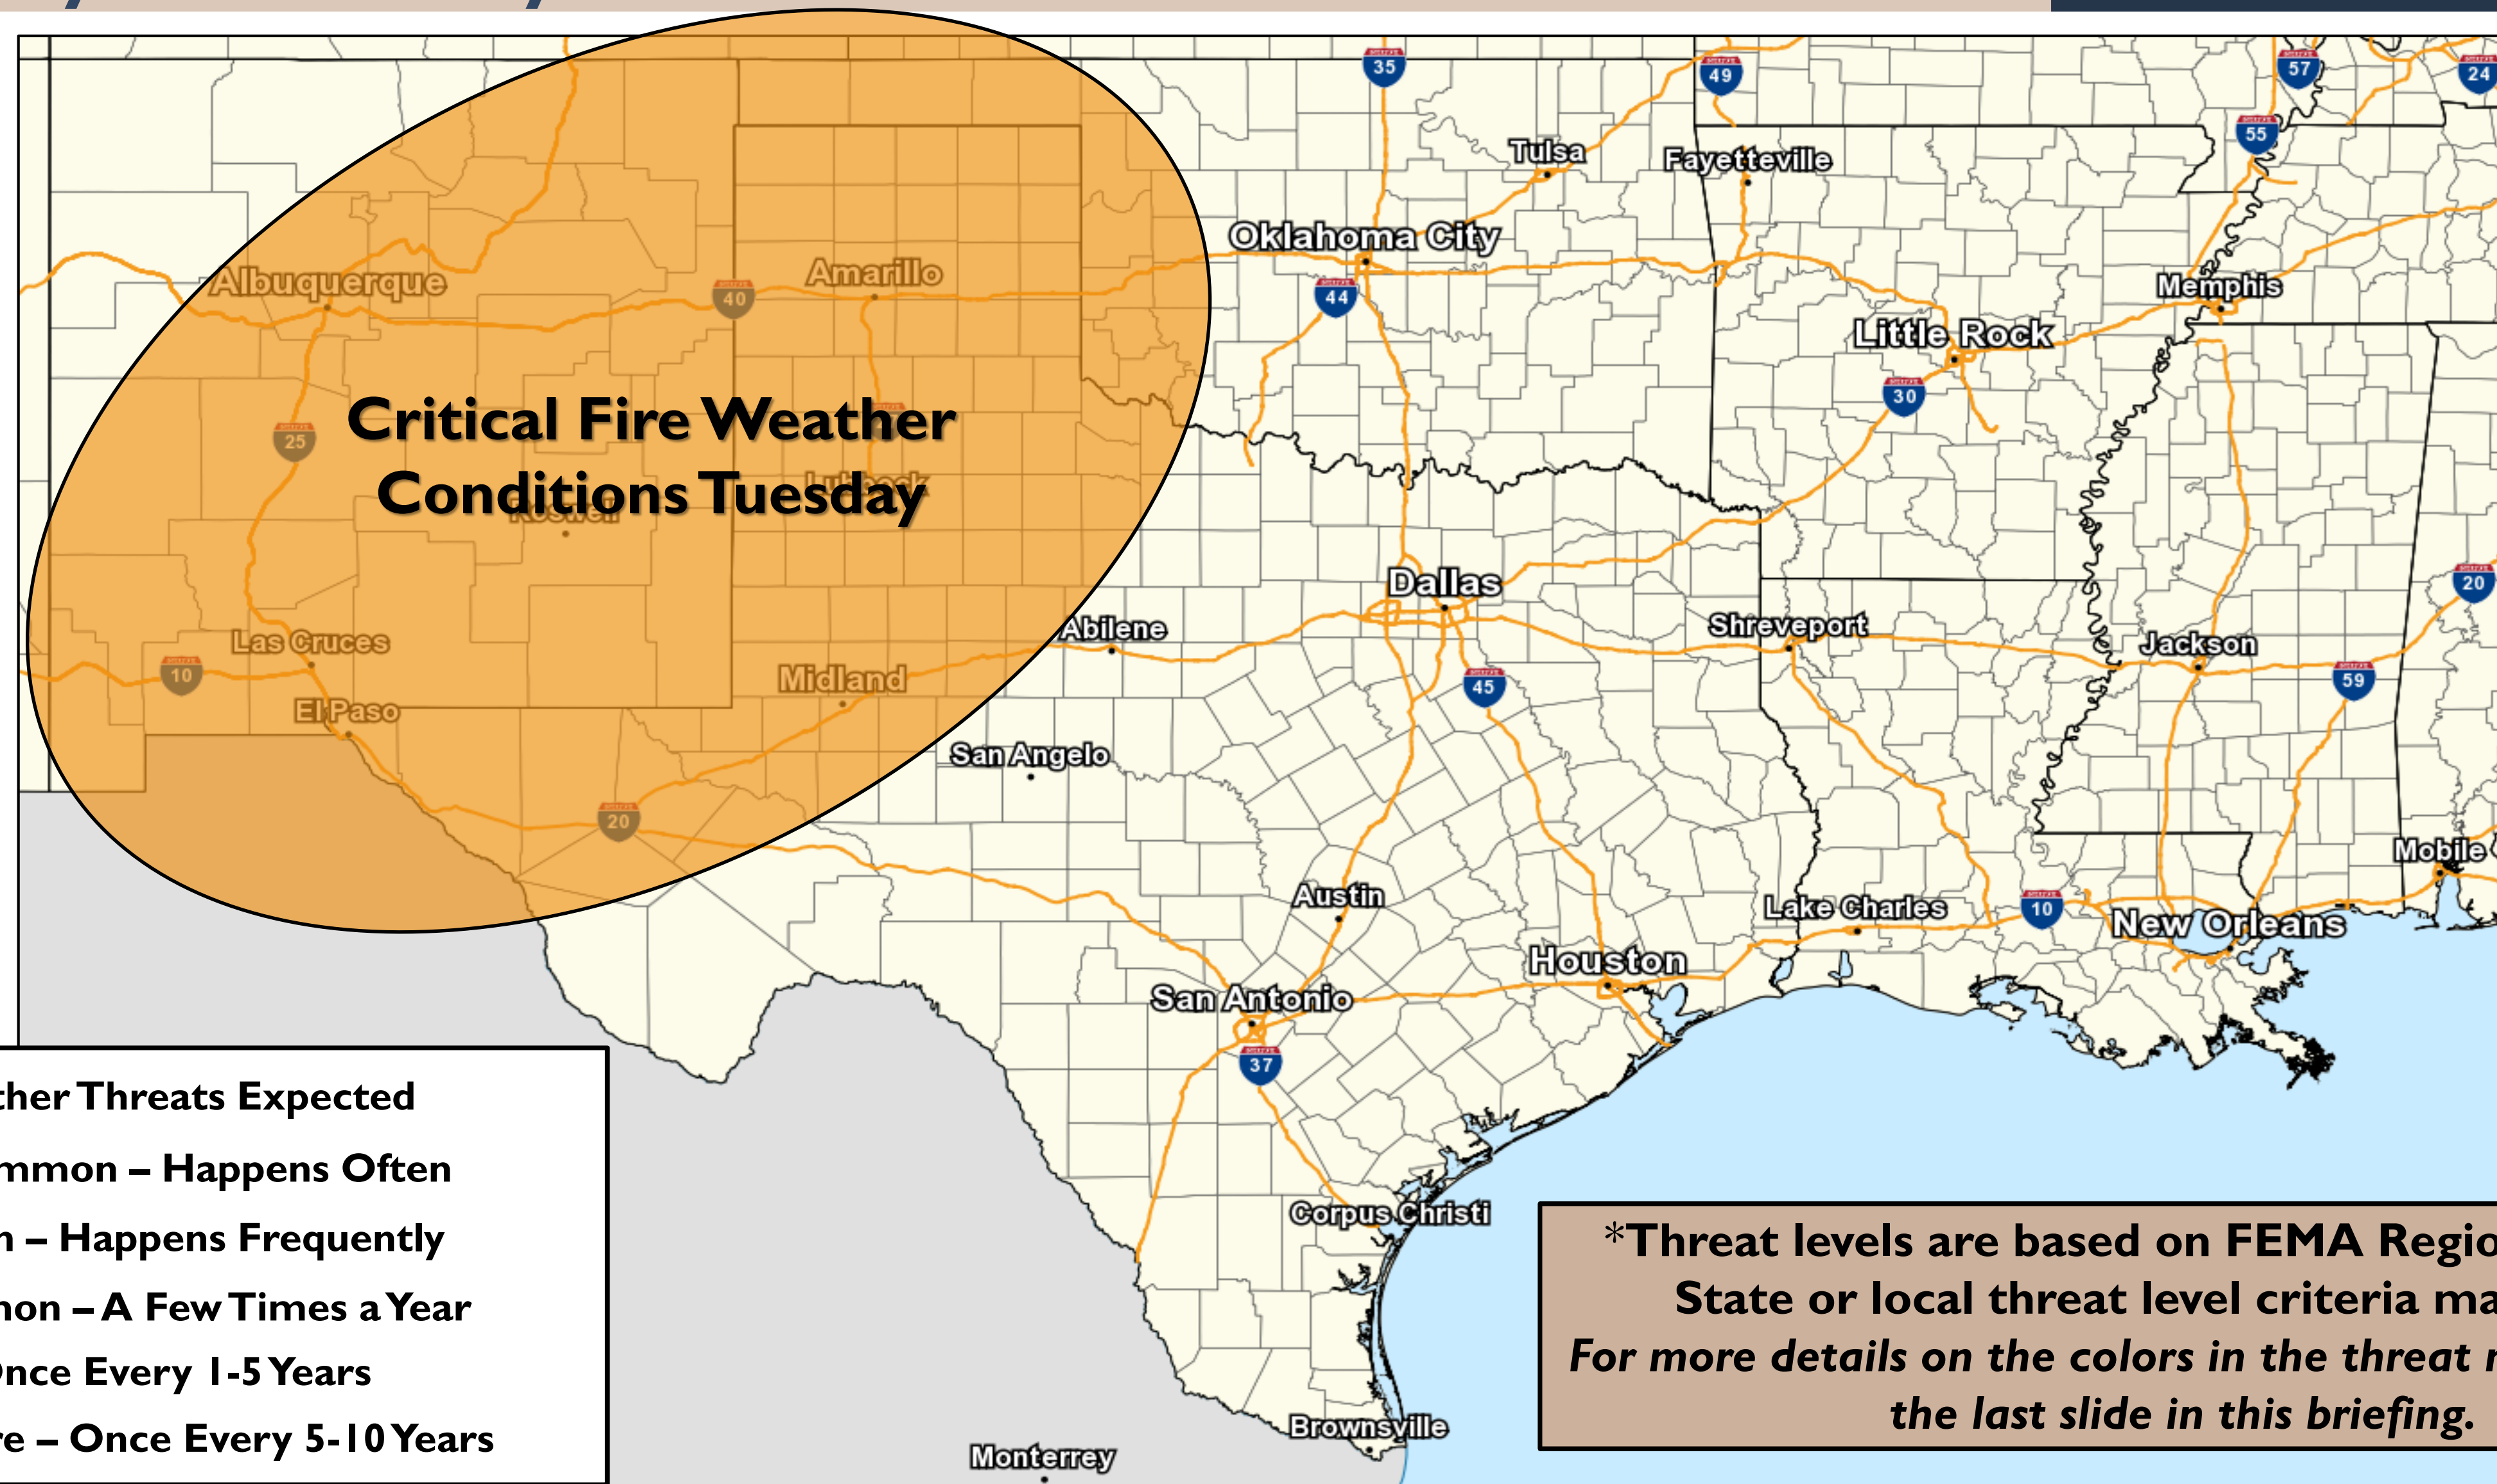 35
49
57
24
55
Tulsa
Fayetteville
Oklahoma City
Albuquerque
Amarillo
40
44
Memphis
Little Rock
30
25
Critical Fire Weather
Conditions Tuesday
Lubbock
Roswell
Dallas
20
Abilene
Shreveport
Las Cruces
Jackson
10
Midland
45
59
El Paso
San Angelo
20
Mobile
Austin
Lake Charles
10
New Orleans
Houston
San Antonio
37
ther Threats Expected
mmon – Happens Often
n – Happens Frequently
non – A Few Times a Year
Once Every 1-5 Years
re – Once Every 5-10 Years
Corpus Christi
*Threat levels are based on FEMA Regio
State or local threat level criteria ma
For more details on the colors in the threat
the last slide in this briefing.
Brownsville
Monterrey